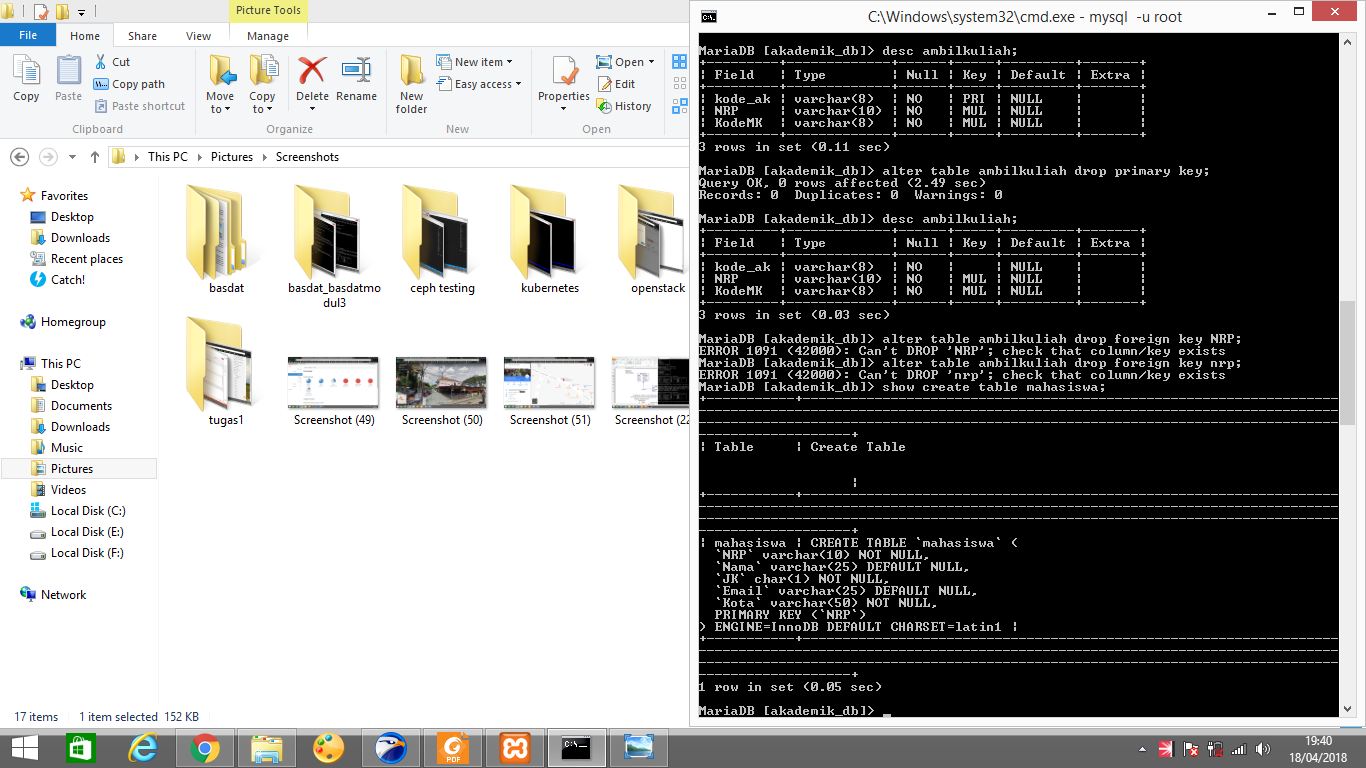 Picture Tools
File Home Share View Manage
Copy
Paste
Cut
Copy path
Paste shortcut
Clipboard
Move to
Copy to
Delete
Rename
Organize
New folder
New item
Easy access
New
Properties
Open
Edit
History
Open
This PC
Pictures
Screenshots
Favorites
Desktop
Downloads
Recent places
Catch!
Homegroup
This PC
Desktop
Documents
Downloads
Music
Pictures
Videos
Local Disk (C:)
Local Disk (E:)
Local Disk (F:)
Network
basdat
basdat_basdatmo
dul3
ceph testing
kubernetes
openstack
tugas1
Screenshot (49)
Screenshot (50)
Screenshot (51)
Screenshot (22
17 items 1 item selected 152 KB
C:\Windows\system32\cmd.exe - mysql -u root
MariaDB [akademik_db]> desc ambilkuliah;
| Field | Type | Null | Key | Default | Extra |
| kode_ak | varchar(8) | NO | PRI | NULL | |
| NRP | varchar(10) | NO | MUL | NULL | |
| KodeMK | varchar(8) | NO | MUL | NULL | |
3 rows in set (0.11 sec)
MariaDB [akademik_db]> alter table ambilkuliah drop primary key;
Query OK, 0 rows affected (2.49 sec)
Records: 0 Duplicates: 0 Warnings: 0
MariaDB [akademik_db]> desc ambilkuliah;
| Field | Type | Null | Key | Default | Extra |
| kode_ak | varchar(8) | NO | | NULL | |
| NRP | varchar(10) | NO | MUL | NULL | |
| KodeMK | varchar(8) | NO | MUL | NULL | |
3 rows in set (0.03 sec)
MariaDB [akademik_db]> alter table ambilkuliah drop foreign key NRP;
ERROR 1091 (42000): Can't DROP 'NRP'; check that column/key exists
MariaDB [akademik_db]> alter table ambilkuliah drop foreign key nrp;
ERROR 1091 (42000): Can't DROP 'nrp'; check that column/key exists
MariaDB [akademik_db]> show create table mahasiswa;
| Table | Create Table
|
| mahasiswa | CREATE TABLE `mahasiswa` (
`NRP` varchar(10) NOT NULL,
`Nama` varchar(25) DEFAULT NULL,
`JK` char(1) NOT NULL,
`Email` varchar(25) DEFAULT NULL,
`Kota` varchar(50) NOT NULL,
PRIMARY KEY (`NRP`)
) ENGINE=InnoDB DEFAULT CHARSET=latin1 |
1 row in set (0.05 sec)
MariaDB [akademik_db]> _
PDF
19:40
18/04/2018